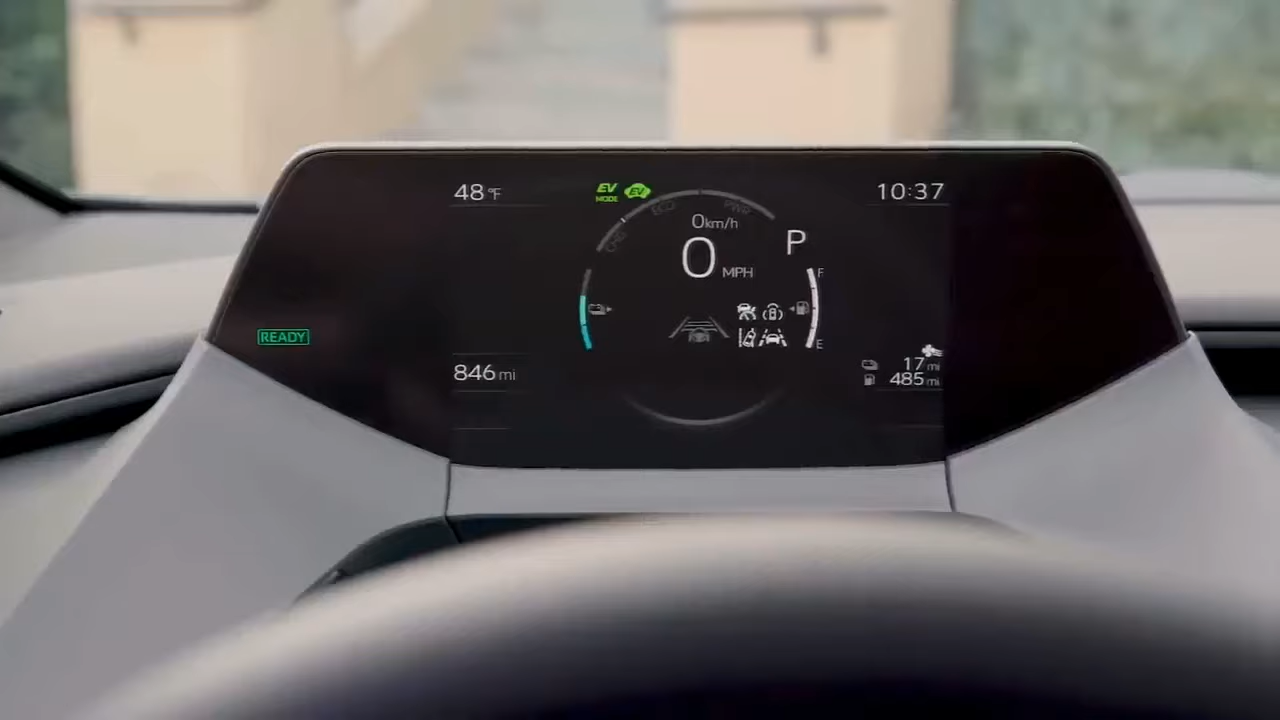 48°F
EV MODE
EV
10:37
CHG
ECO
PWR
0km/h
0 MPH
P
F
E
READY
846 mi
17 mi
485 mi